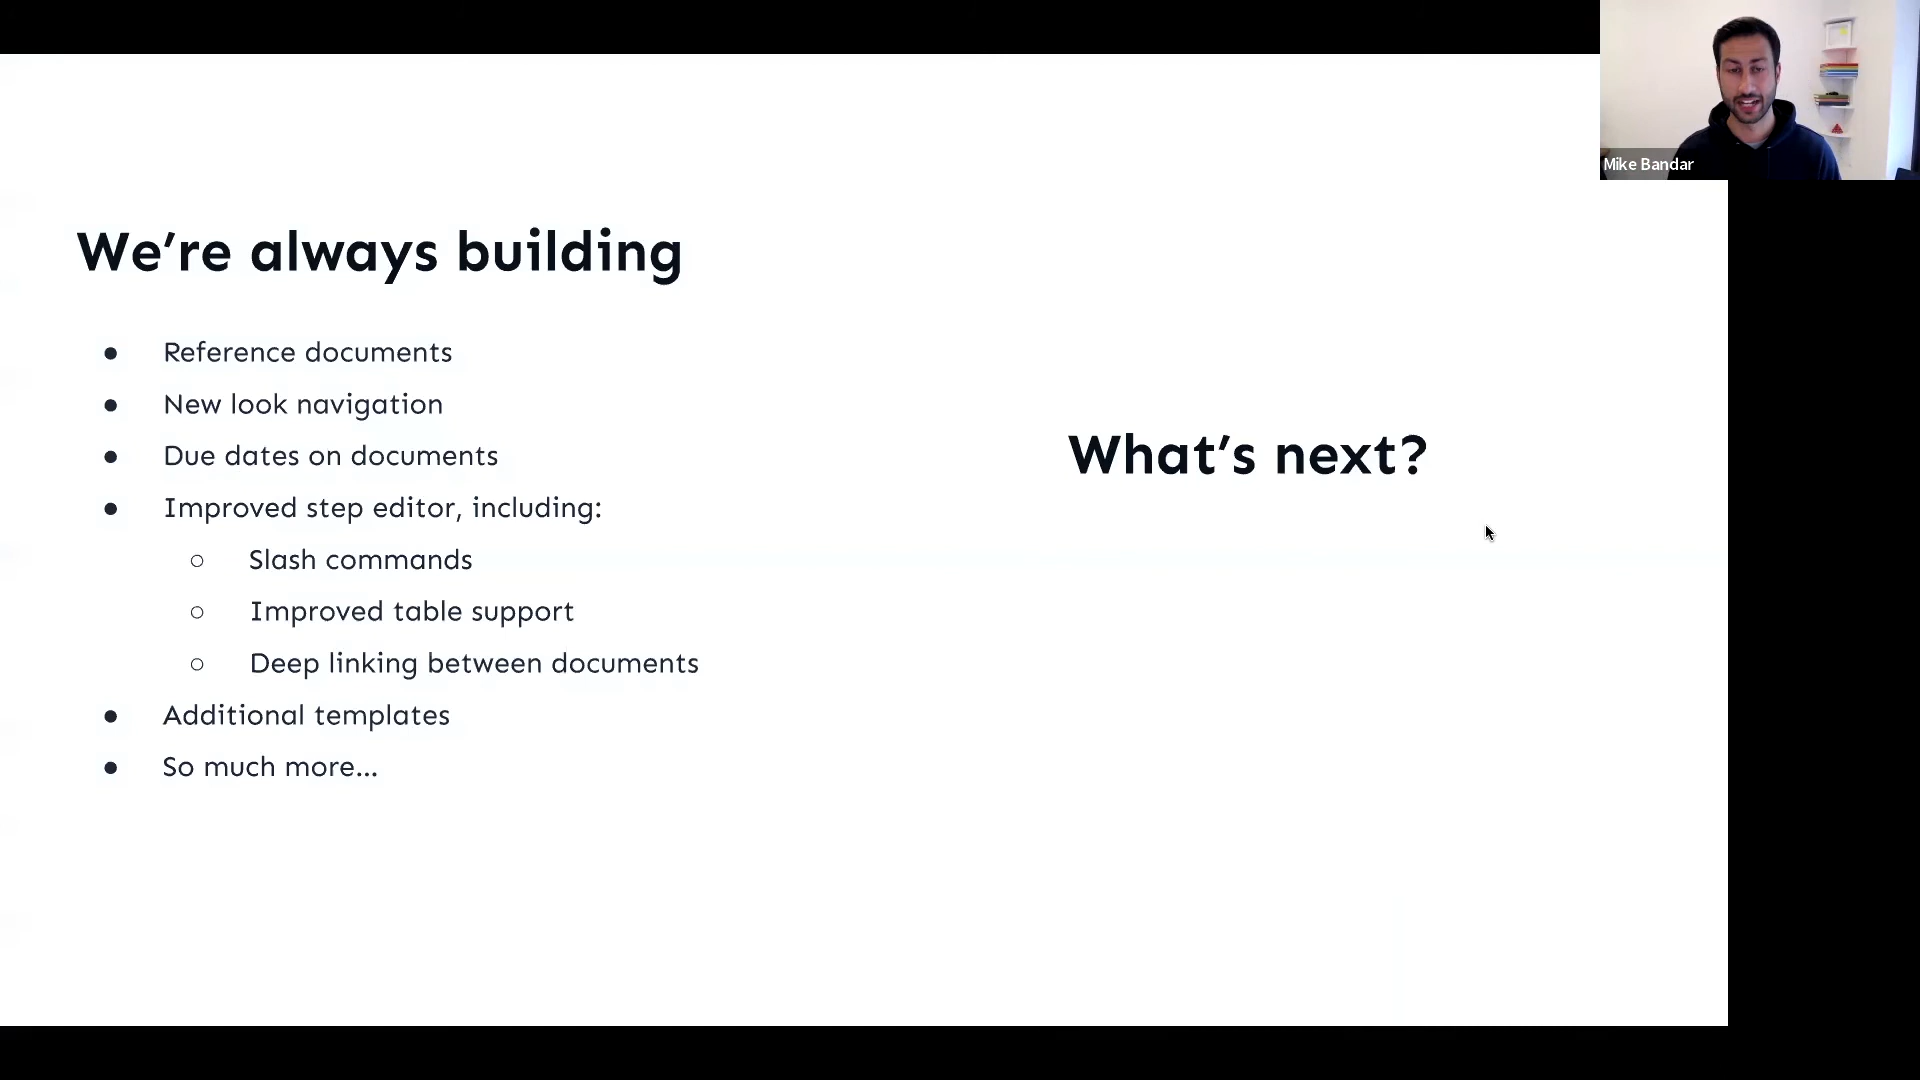 Mike Bandar
We’re always building
● Reference documents
● New look navigation
● Due dates on documents
● Improved step editor, including:
○ Slash commands
○ Improved table support
○ Deep linking between documents
● Additional templates
● So much more...
What’s next?